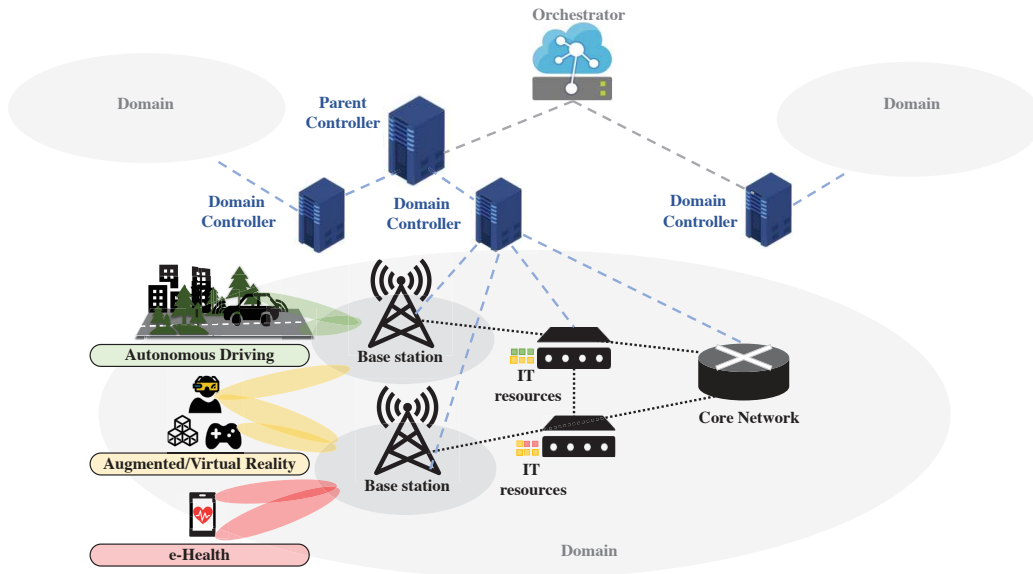 Orchestrator
Domain
Parent
Controller
Domain
Domain
Controller
Domain
Controller
Domain
Controller
Autonomous Driving
Base station
IT
resources
Core Network
Augmented/Virtual Reality
Base station
IT
resources
e-Health
Domain